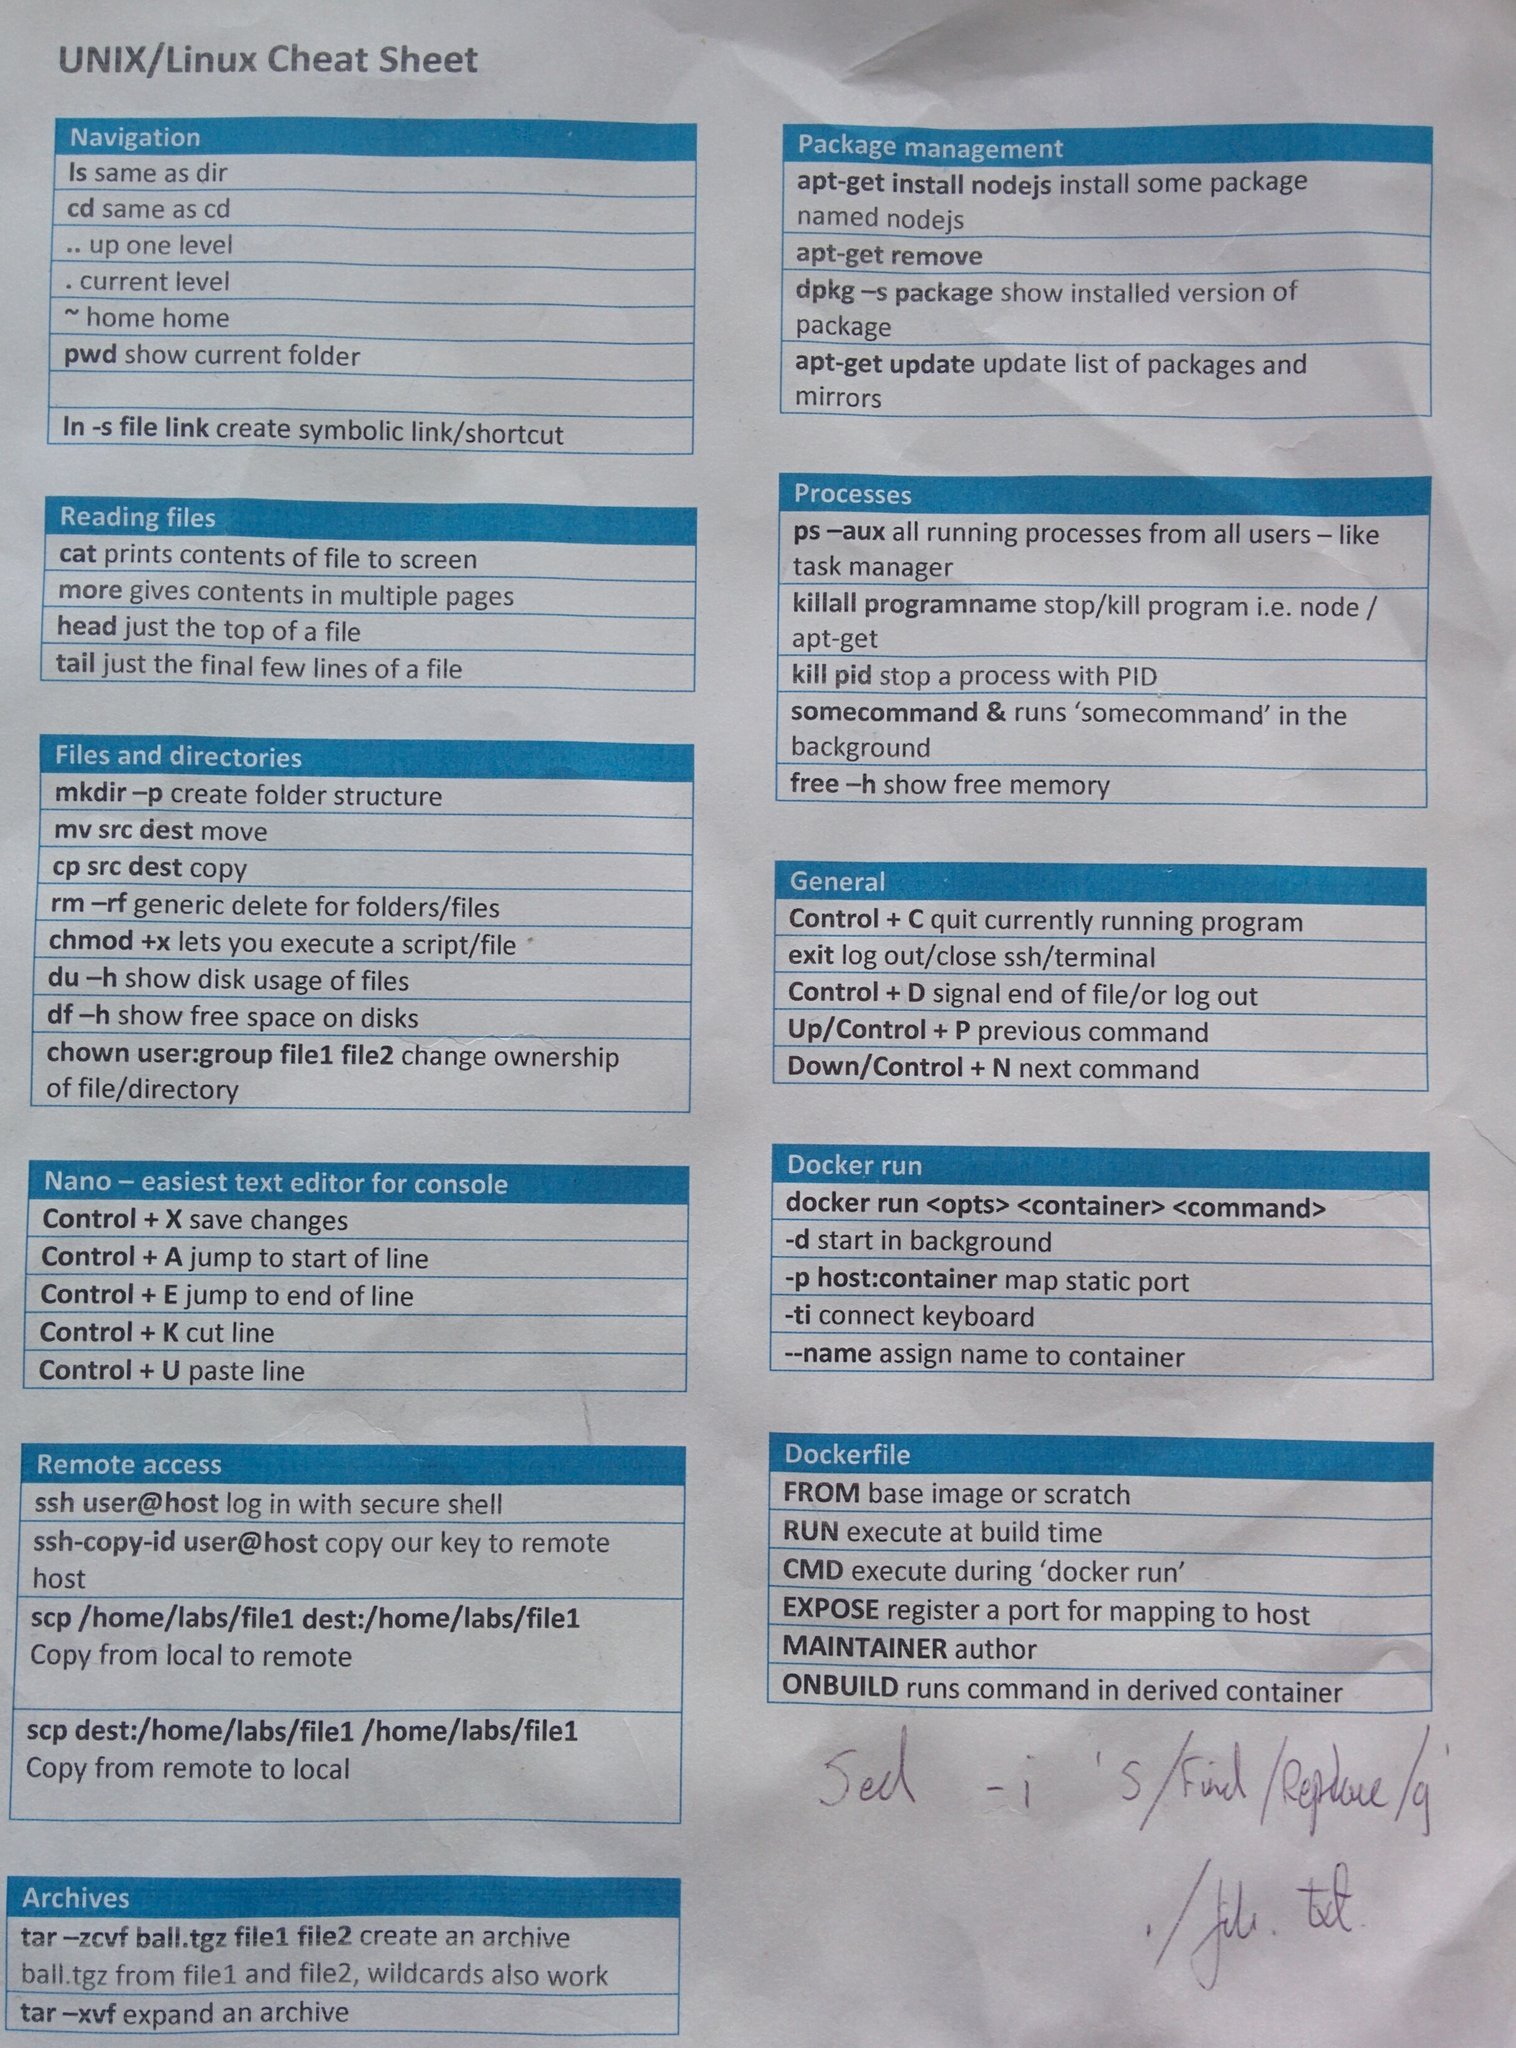 UNIX/Linux Cheat Sheet
Navigation
ls same as dir
cd same as cd
.. up one level
. current level
~ home home
pwd show current folder
ln -s file link create symbolic link/shortcut
Reading files
cat prints contents of file to screen
more gives contents in multiple pages
head just the top of a file
tail just the final few lines of a file
Files and directories
mkdir –p create folder structure
mv src dest move
cp src dest copy
rm –rf generic delete for folders/files
chmod +x lets you execute a script/file
du –h show disk usage of files
df –h show free space on disks
chown user:group file1 file2 change ownership
of file/directory
Nano – easiest text editor for console
Control + X save changes
Control + A jump to start of line
Control + E jump to end of line
Control + K cut line
Control + U paste line
Remote access
ssh user@host log in with secure shell
ssh-copy-id user@host copy our key to remote
host
scp /home/labs/file1 dest:/home/labs/file1
Copy from local to remote
scp dest:/home/labs/file1 /home/labs/file1
Copy from remote to local
Archives
tar –zcvf ball.tgz file1 file2 create an archive
ball.tgz from file1 and file2, wildcards also work
tar –xvf expand an archive
Package management
apt-get install nodejs install some package
named nodejs
apt-get remove
dpkg –s package show installed version of
package
apt-get update update list of packages and
mirrors
Processes
ps –aux all running processes from all users – like
task manager
killall programname stop/kill program i.e. node /
apt-get
kill pid stop a process with PID
somecommand & runs ‘somecommand’ in the
background
free –h show free memory
General
Control + C quit currently running program
exit log out/close ssh/terminal
Control + D signal end of file/or log out
Up/Control + P previous command
Down/Control + N next command
Docker run
docker run <opts> <container> <command>
-d start in background
-p host:container map static port
-ti connect keyboard
--name assign name to container
Dockerfile
FROM base image or scratch
RUN execute at build time
CMD execute during ‘docker run’
EXPOSE register a port for mapping to host
MAINTAINER author
ONBUILD runs command in derived container
Sed -i 's/Find/Replace/g'
./file.txt